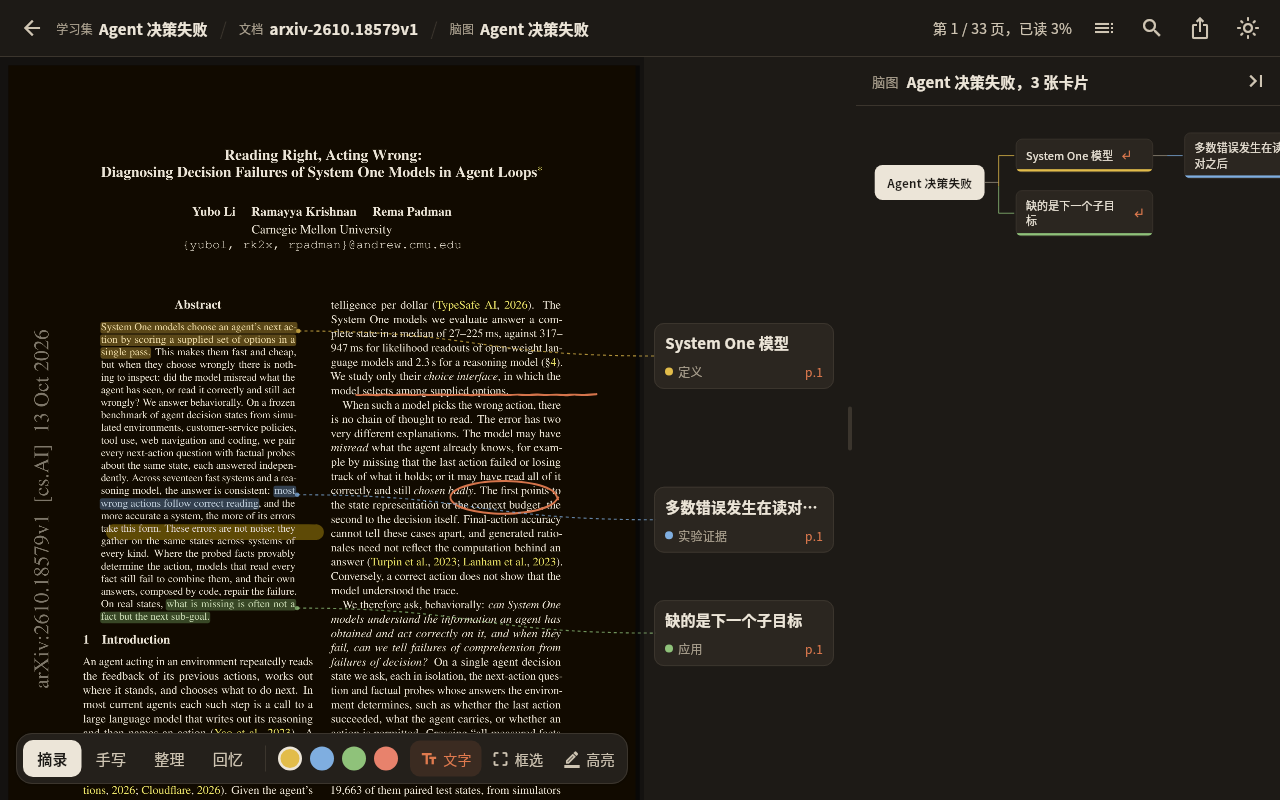 学习集 Agent 决策失败 / 文档 arxiv-2610.18579v1 / 脑图 Agent 决策失败
第 1 / 33 页，已读 3%
Reading Right, Acting Wrong:
Diagnosing Decision Failures of System One Models in Agent Loops*
Yubo Li Ramayya Krishnan Rema Padman
Carnegie Mellon University
{yubol, rk2x, rpadman}@andrew.cmu.edu
arXiv:2610.18579v1 [cs.AI] 13 Oct 2026
Abstract
System One models choose an agent's next ac-
tion by scoring a supplied set of options in a
single pass. This makes them fast and cheap,
but when they choose wrongly there is noth-
ing to inspect: did the model misread what the
agent has seen, or read it correctly and still act
wrongly? We answer behaviorally. On a frozen
benchmark of agent decision states from simu-
lated environments, customer-service policies,
tool use, web navigation and coding, we pair
every next-action question with factual probes
about the same state, each answered indepen-
dently. Across seventeen fast systems and a rea-
soning model, the answer is consistent: most
wrong actions follow correct reading, and the
more accurate a system, the more of its errors
take this form. These errors are not noise; they
gather on the same states across systems of
every kind. Where the probed facts provably
determine the action, models that read every
fact still fail to combine them, and their own
answers, composed by code, repair the failure.
On real states, what is missing is often not a
fact but the next sub-goal.
1 Introduction
An agent acting in an environment repeatedly reads
the feedback of its previous actions, works out
where it stands, and chooses what to do next. In
most current agents each such step is a call to a
large language model that writes out its reasoning
and then names an action (Yao et al., 2023). A
tions, 2026; Cloudflare, 2026). Given the agent's
telligence per dollar (TypeSafe AI, 2026). The
System One models we evaluate answer a com-
plete state in a median of 27–225 ms, against 317–
947 ms for likelihood readouts of open-weight lan-
guage models and 2.3 s for a reasoning model (§4).
We study only their choice interface, in which the
model selects among supplied options.
When such a model picks the wrong action, there
is no chain of thought to read. The error has two
very different explanations. The model may have
misread what the agent already knows, for exam-
ple by missing that the last action failed or losing
track of what it holds; or it may have read all of it
correctly and still chosen badly. The first points to
the state representation or the context budget, the
second to the decision itself. Final-action accuracy
cannot tell these cases apart, and generated ratio-
nales need not reflect the computation behind an
answer (Turpin et al., 2023; Lanham et al., 2023).
Conversely, a correct action does not show that the
model understood the trace.
We therefore ask, behaviorally: can System One
models understand the information an agent has
obtained and act correctly on it, and when they
fail, can we tell failures of comprehension from
failures of decision? On a single agent decision
state we ask, each in isolation, the next-action ques-
tion and factual probes whose answers the environ-
ment determines, such as whether the last action
succeeded, what the agent carries, or whether an
19,663 of them paired test states, from simulators
System One 模型
定义 p.1
多数错误发生在读对…
实验证据 p.1
缺的是下一个子目标
应用 p.1
脑图 Agent 决策失败，3 张卡片
Agent 决策失败
System One 模型
多数错误发生在读
对之后
缺的是下一个子目
标
摘录 手写 整理 回忆 文字 框选 高亮